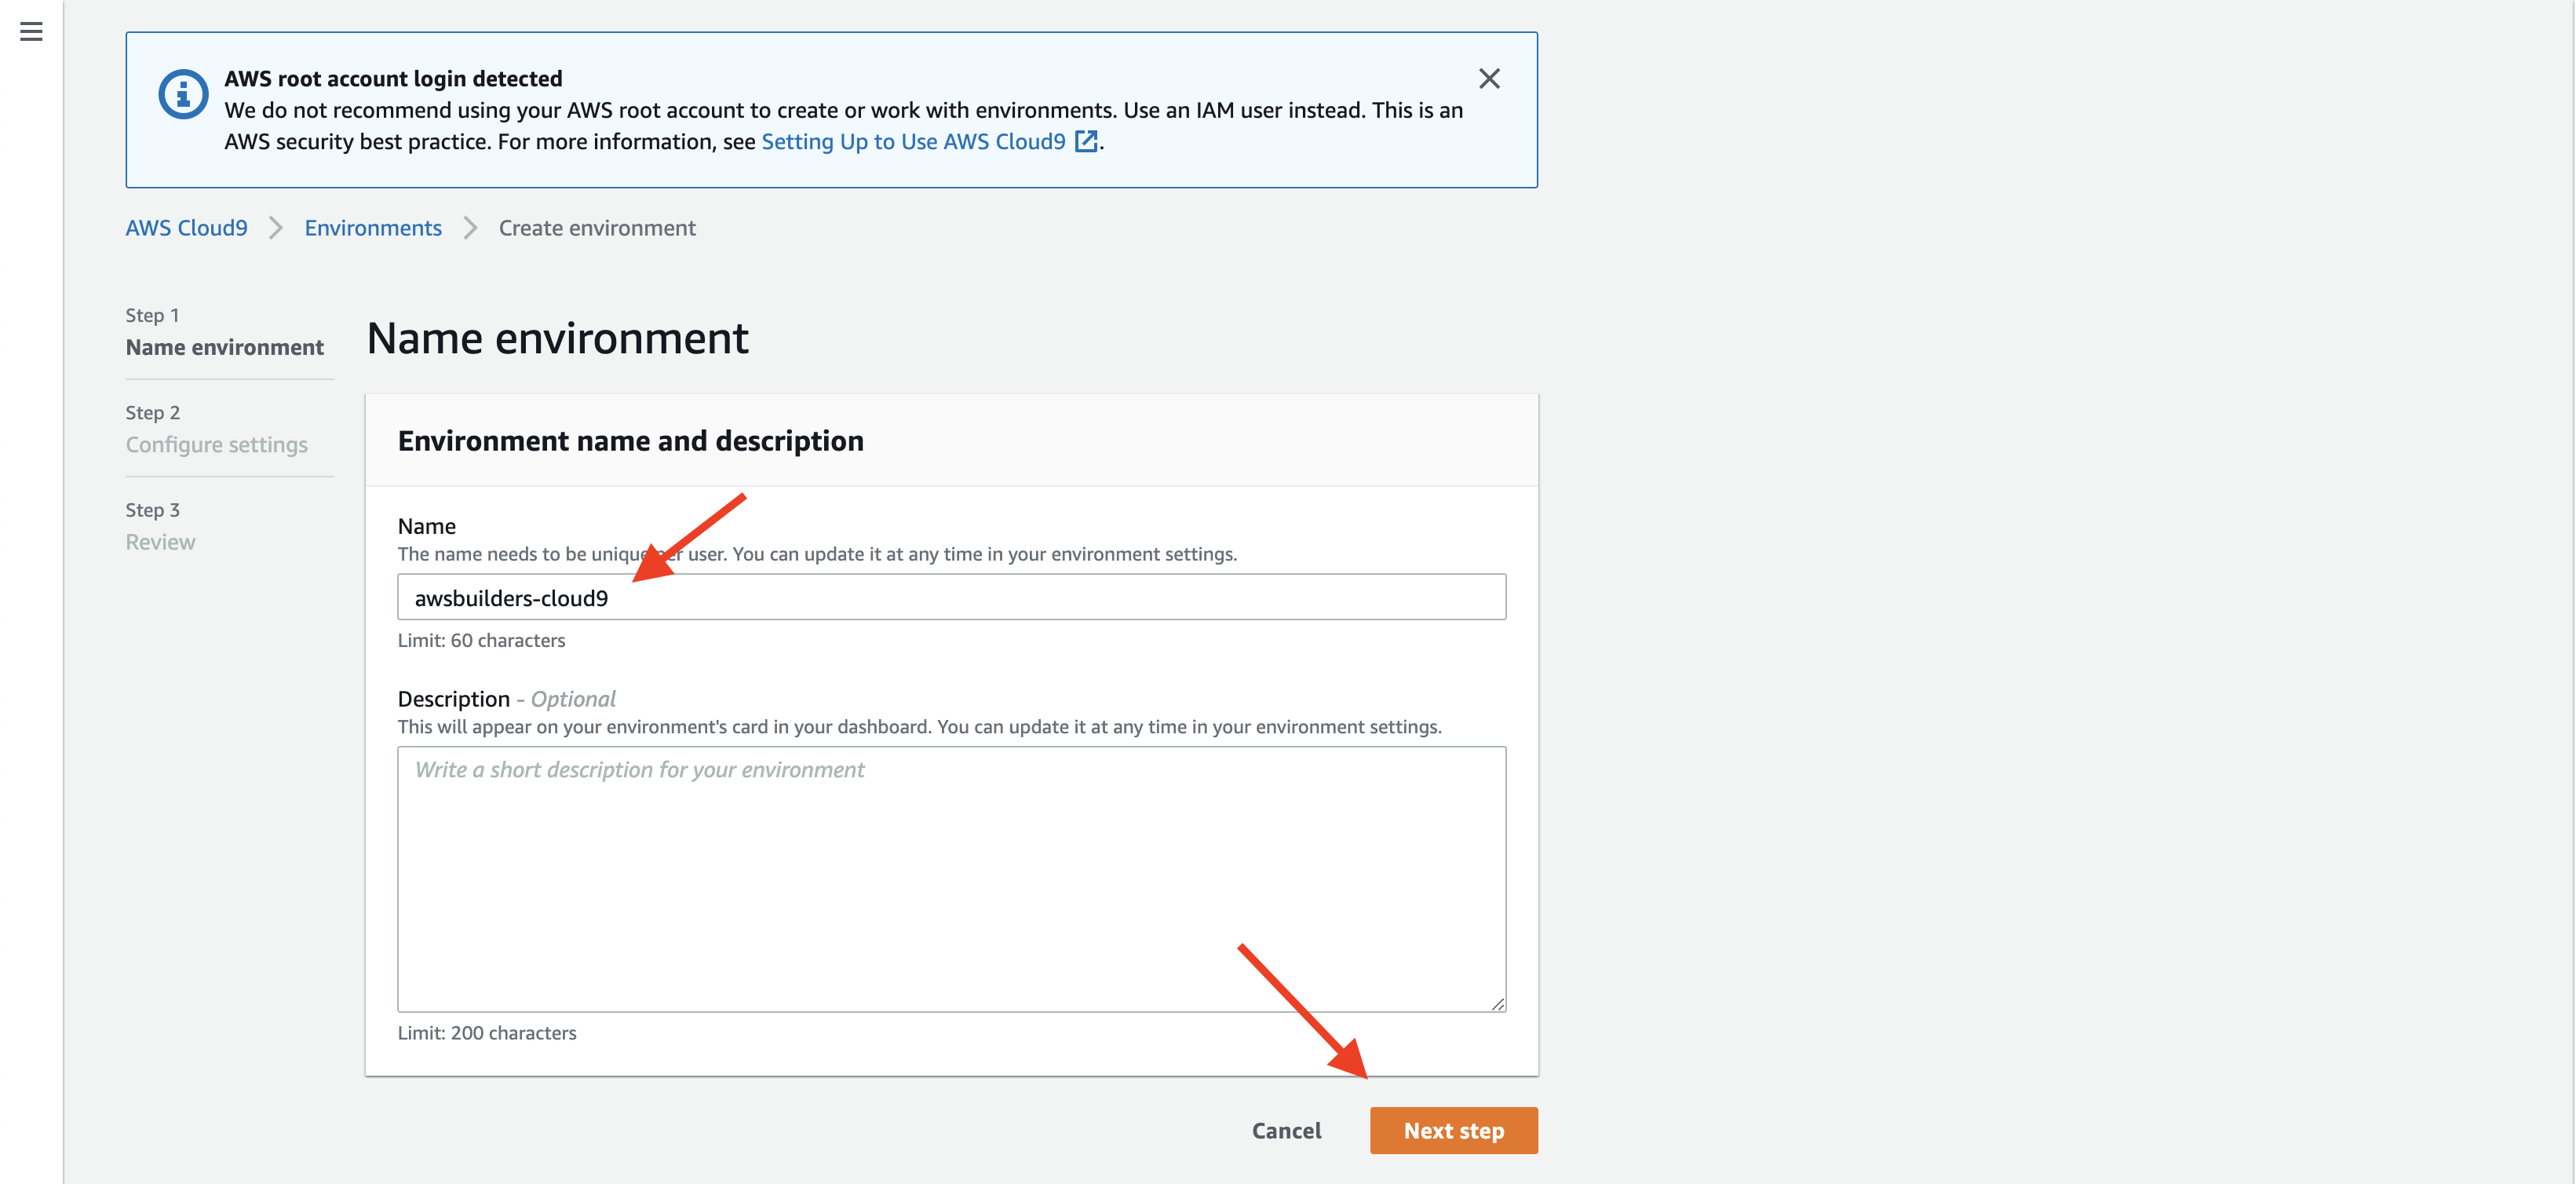 AWS root account login detected
We do not recommend using your AWS root account to create or work with environments. Use an IAM user instead. This is an
AWS security best practice. For more information, see Setting Up to Use AWS Cloud9.
AWS Cloud9 > Environments > Create environment
Step 1
Name environment
Step 2
Configure settings
Step 3
Review
Name environment
Environment name and description
Name
The name needs to be unique per user. You can update it at any time in your environment settings.
awsbuilders-cloud9
Limit: 60 characters
Description - Optional
This will appear on your environment's card in your dashboard. You can update it at any time in your environment settings.
Write a short description for your environment
Limit: 200 characters
Cancel
Next step